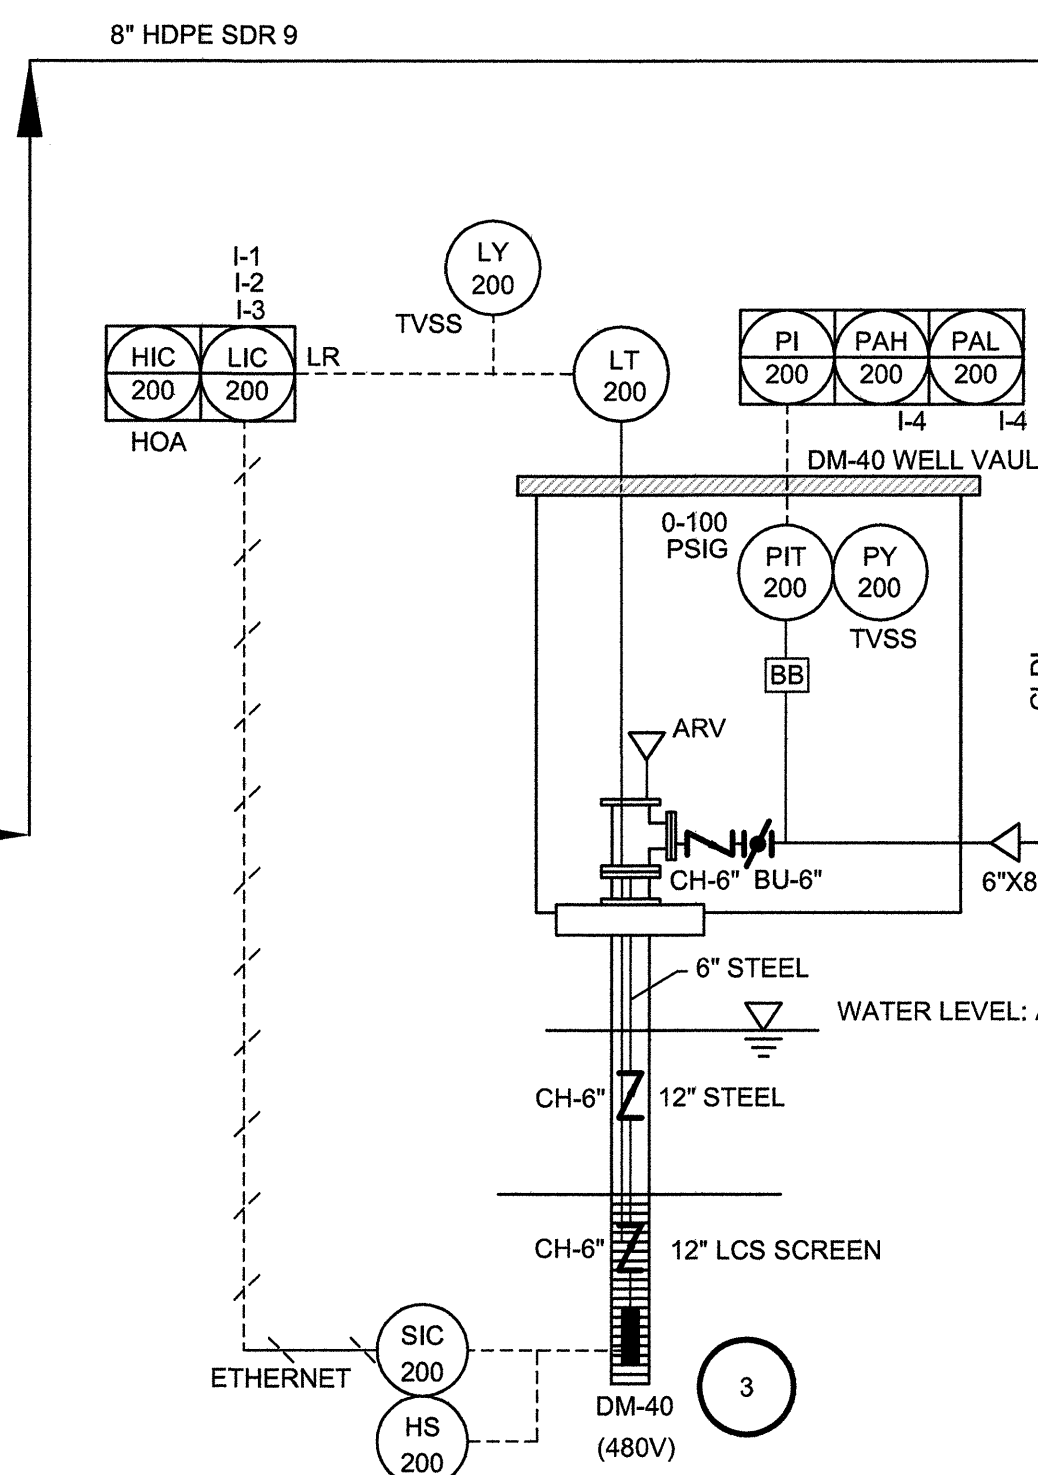 8" HDPE SDR 9
I-1
I-2
I-3
LY
200
TVSS
HIC
200
LIC
200
LR
HOA
LT
200
PI
200
PAH
200
PAL
200
I-4
I-4
DM-40 WELL VAUL
0-100
PSIG
PIT
200
PY
200
TVSS
BB
ARV
CH-6"
BU-6"
6"X8
6" STEEL
WATER LEVEL:
CH-6"
12" STEEL
CH-6"
12" LCS SCREEN
SIC
200
ETHERNET
HS
200
DM-40
(480V)
3